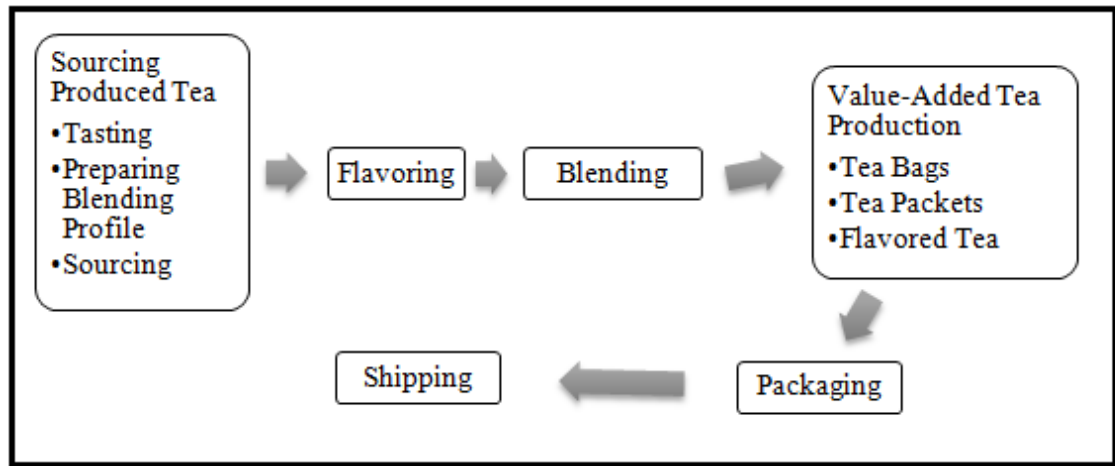 Sourcing
Produced Tea
•Tasting
•Preparing
Blending
Profile
•Sourcing
Flavoring
Blending
Value-Added Tea
Production
•Tea Bags
•Tea Packets
•Flavored Tea
Packaging
Shipping